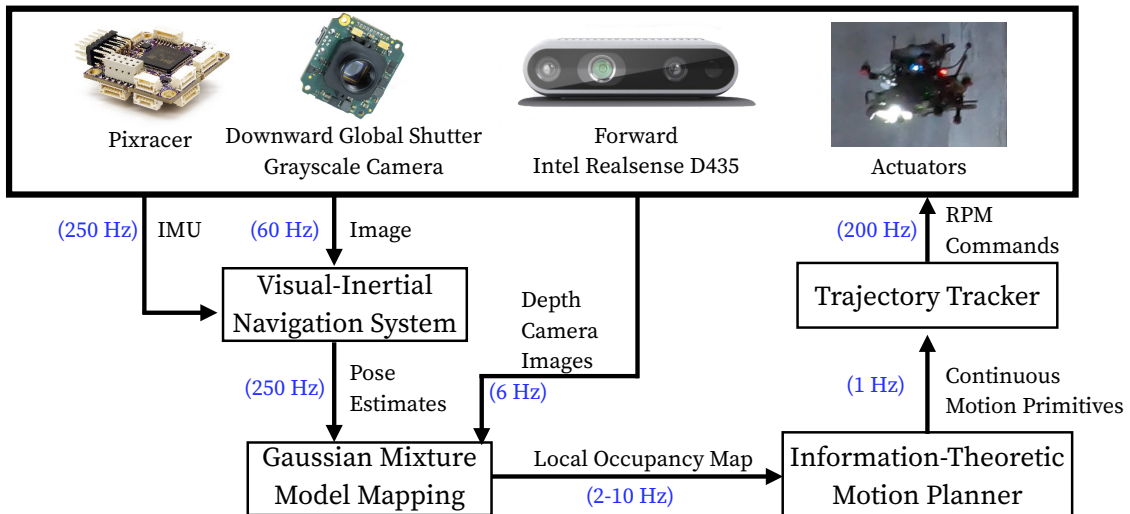 Pixracer
Downward Global Shutter
Grayscale Camera
Forward
Intel Realsense D435
Actuators
(250 Hz)
IMU
(60 Hz)
Image
(200 Hz)
RPM
Commands
Visual-Inertial
Navigation System
Depth
Camera
Images
Trajectory Tracker
(250 Hz)
Pose
Estimates
(6 Hz)
(1 Hz)
Continuous
Motion Primitives
Gaussian Mixture
Model Mapping
Local Occupancy Map
(2-10 Hz)
Information-Theoretic
Motion Planner